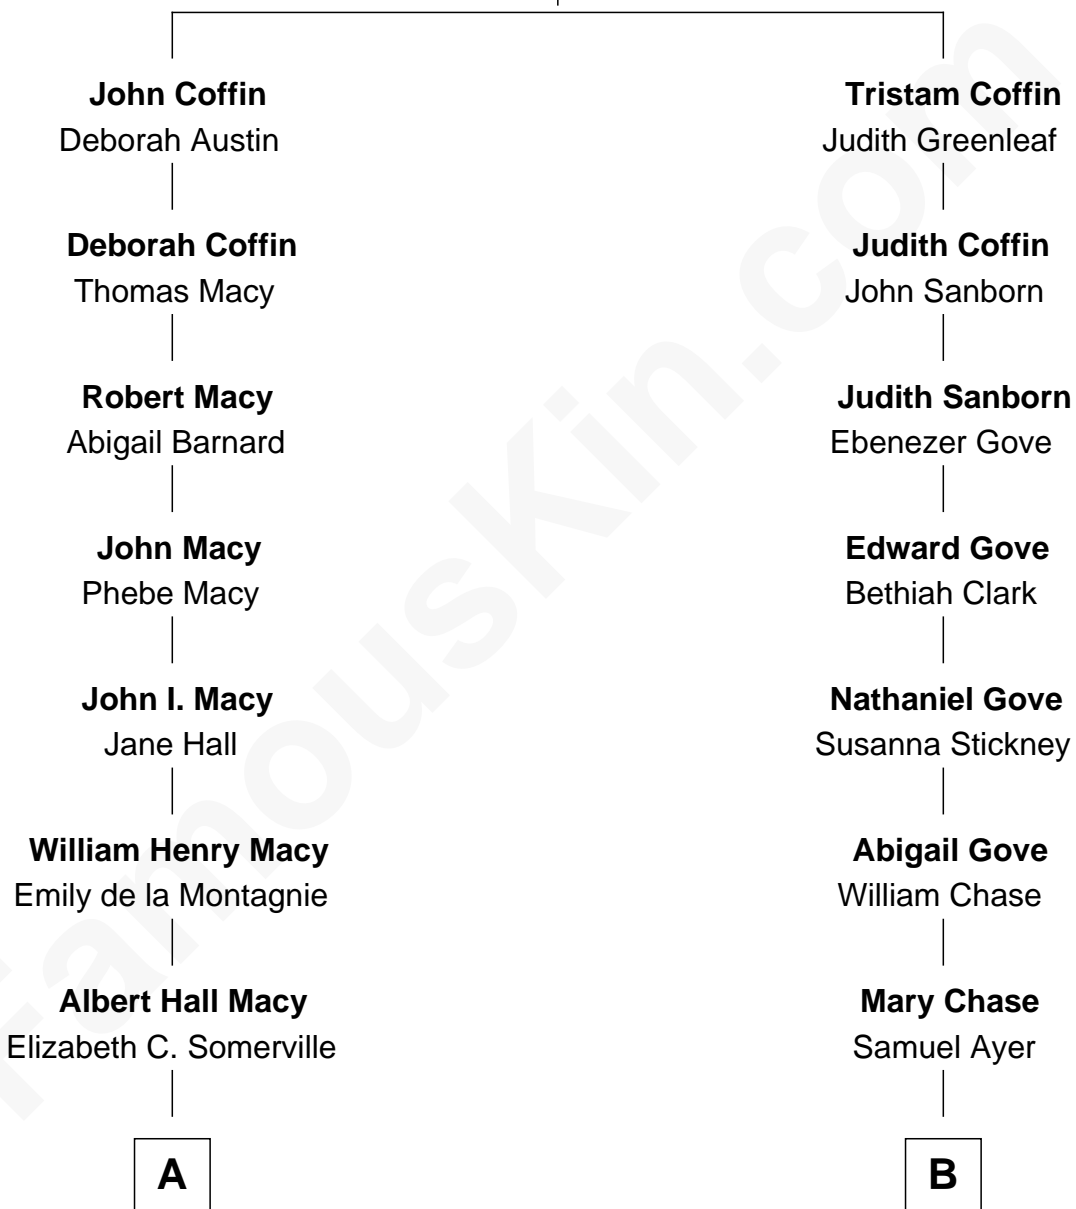 John Coffin
Deborah Austin
Deborah Coffin
Thomas Macy
Robert Macy
Abigail Barnard
John Macy
Phebe Macy
John I. Macy
Jane Hall
William Henry Macy
Emily de la Montagnie
Albert Hall Macy
Elizabeth C. Somerville
A
Tristam Coffin
Judith Greenleaf
Judith Coffin
John Sanborn
Judith Sanborn
Ebenezer Gove
Edward Gove
Bethiah Clark
Nathaniel Gove
Susanna Stickney
Abigail Gove
William Chase
Mary Chase
Samuel Ayer
B
FamousKin.com